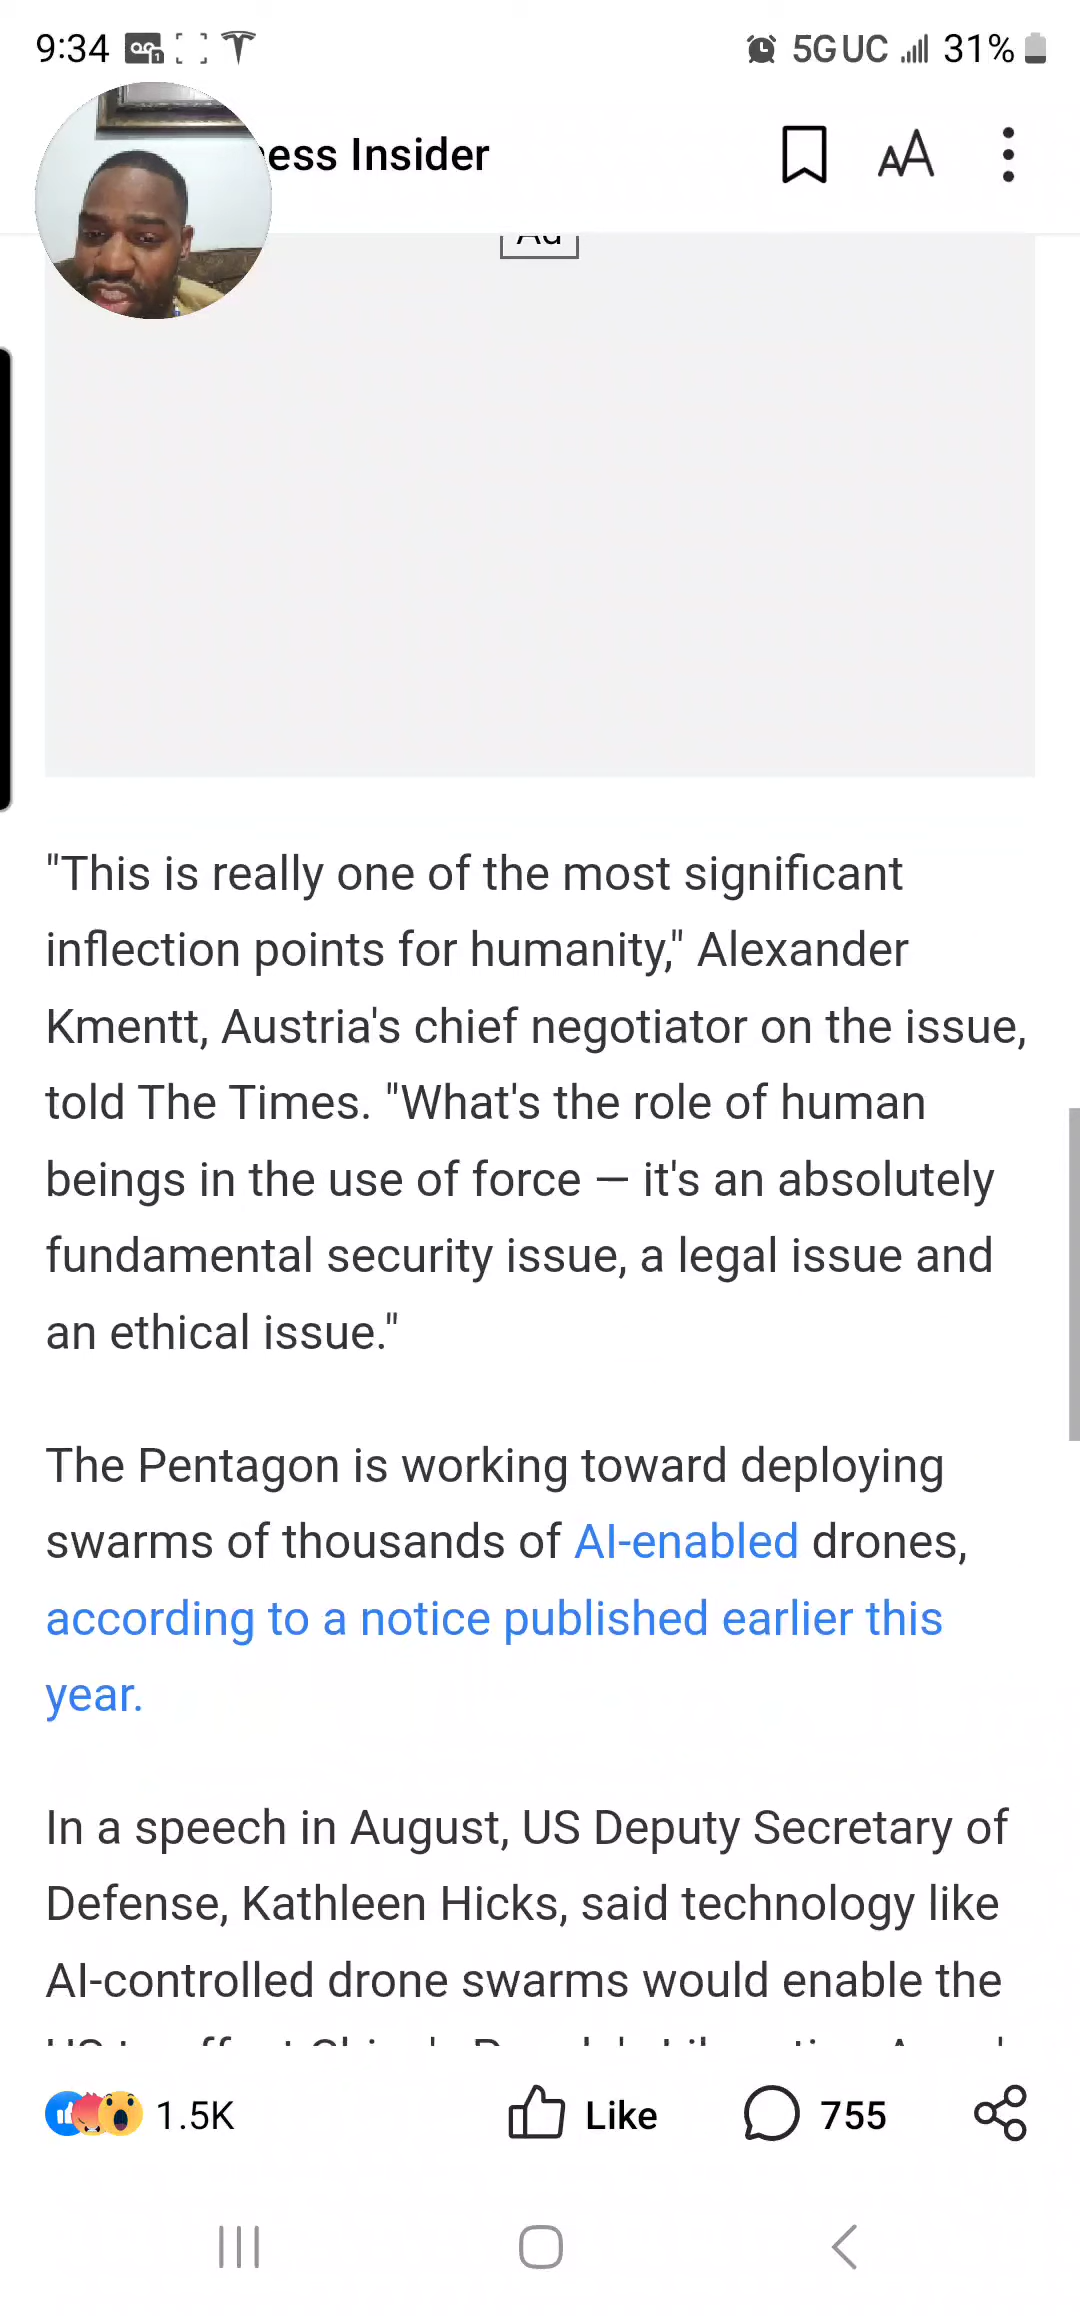 9:34
5G UC 31%
ess Insider
AA
Ad
"This is really one of the most significant
inflection points for humanity," Alexander
Kmentt, Austria's chief negotiator on the issue,
told The Times. "What's the role of human
beings in the use of force — it's an absolutely
fundamental security issue, a legal issue and
an ethical issue."
The Pentagon is working toward deploying
swarms of thousands of AI-enabled drones,
according to a notice published earlier this
year.
In a speech in August, US Deputy Secretary of
Defense, Kathleen Hicks, said technology like
AI-controlled drone swarms would enable the
1.5K Like 755